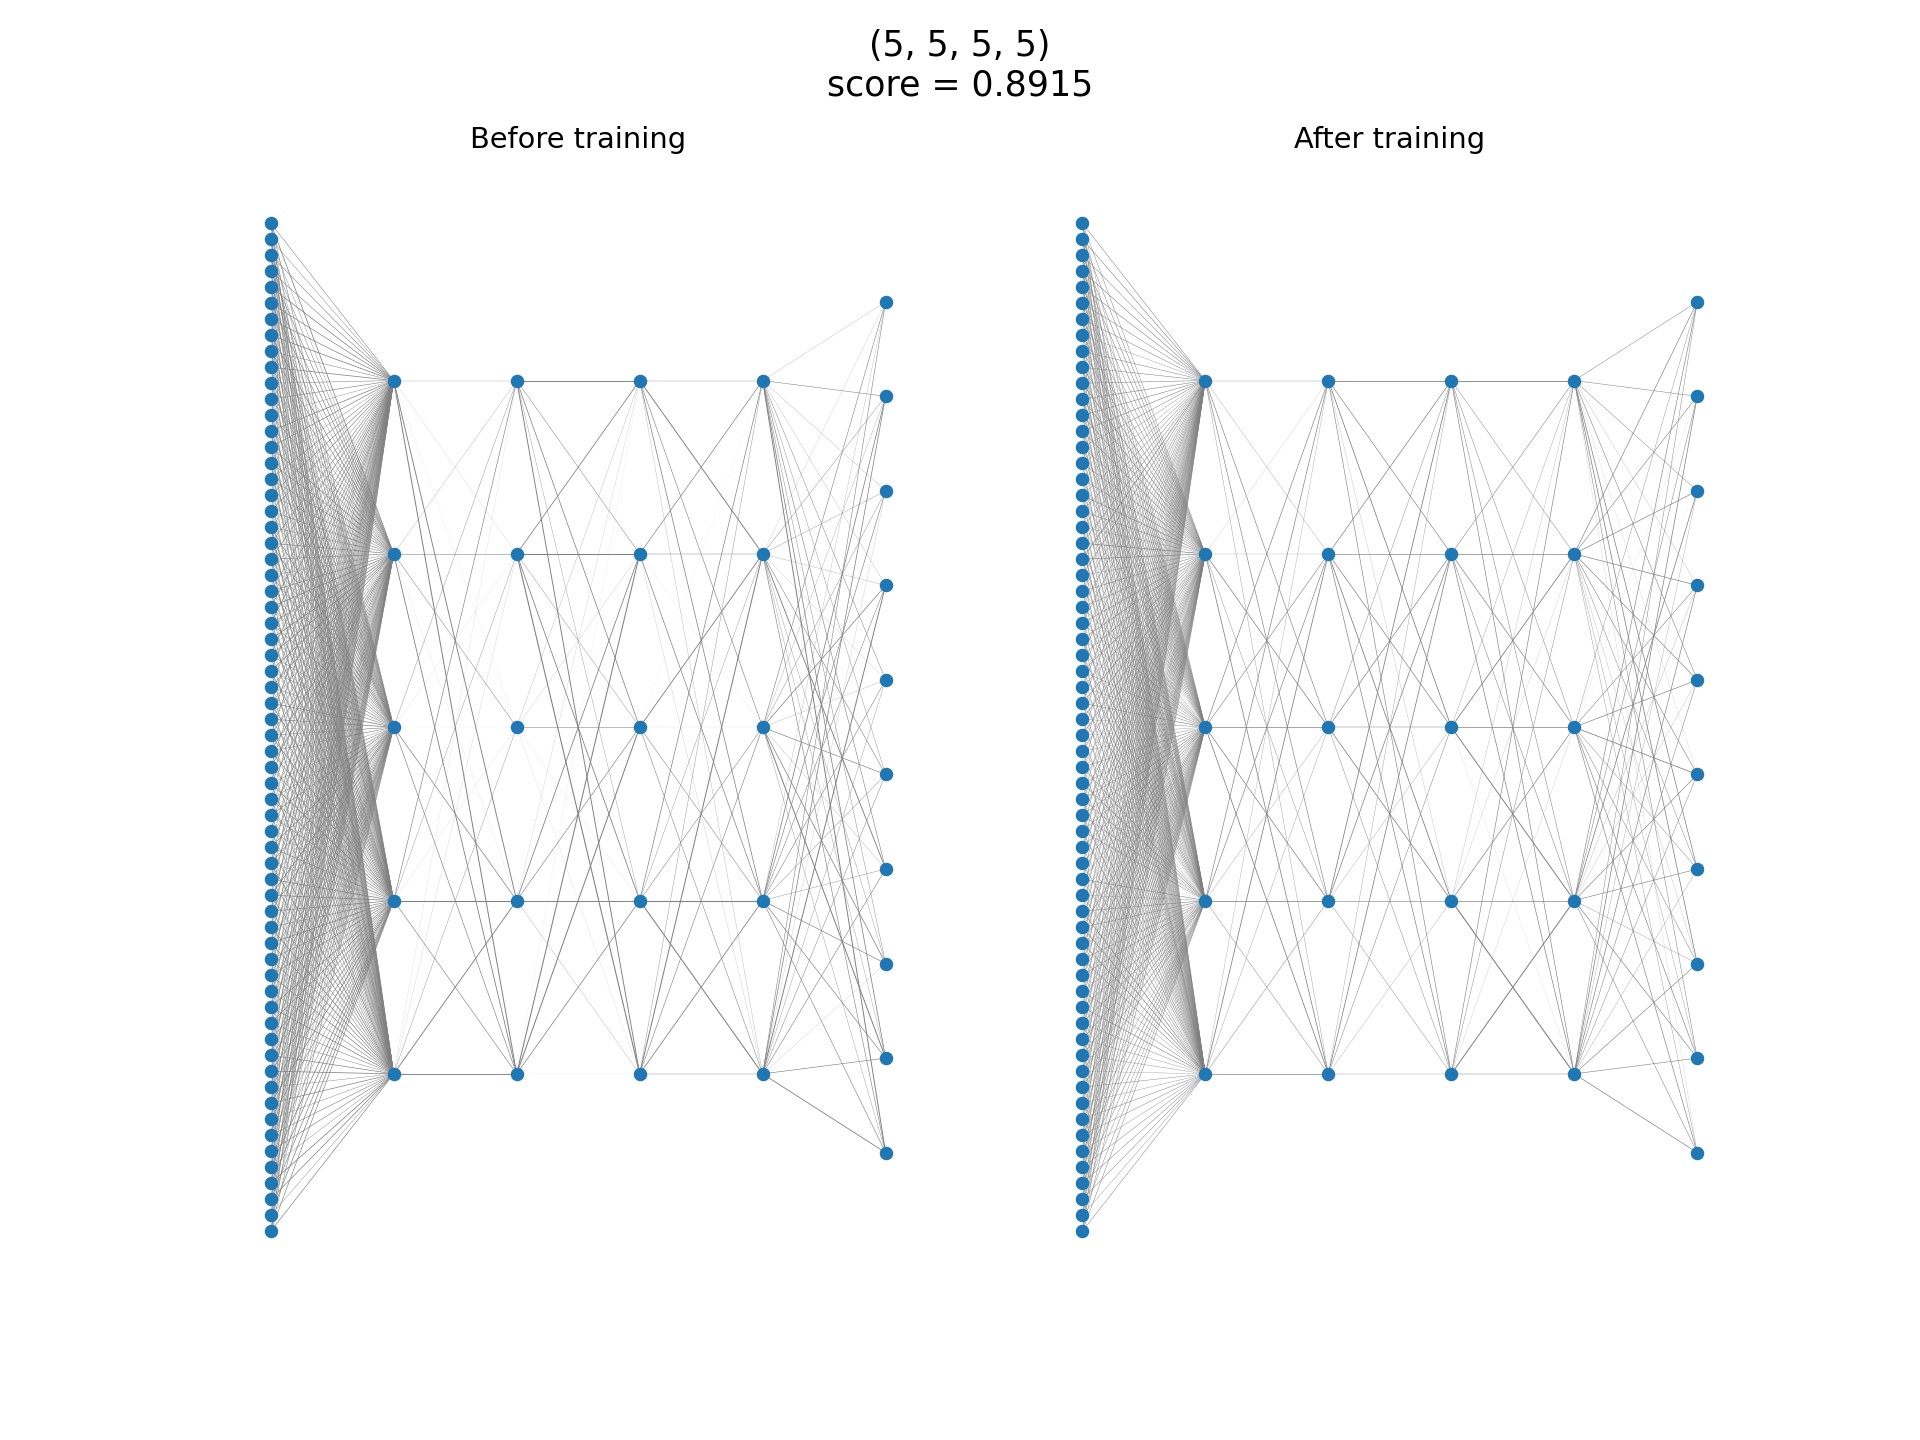 (5, 5, 5, 5)
score = 0.8915
Before training
After training